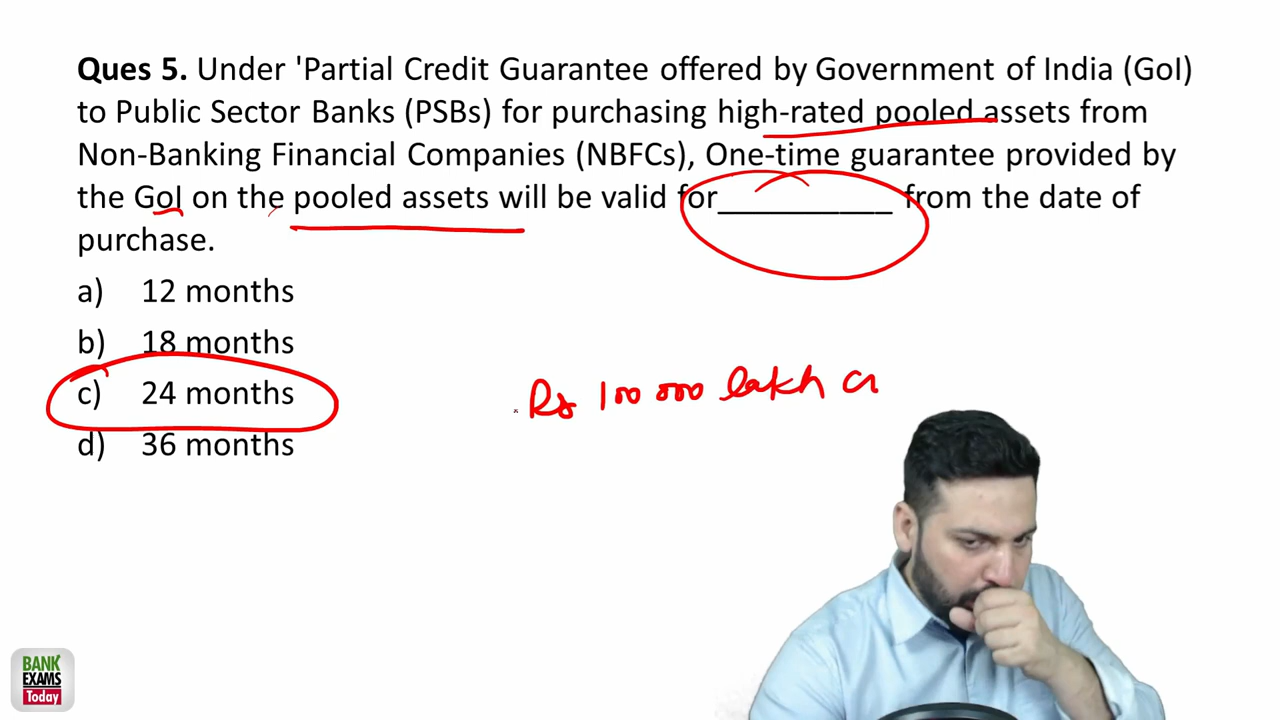 Ques 5. Under 'Partial Credit Guarantee offered by Government of India (GoI)
to Public Sector Banks (PSBs) for purchasing high-rated pooled assets from
Non-Banking Financial Companies (NBFCs), One-time guarantee provided by
the GoI on the pooled assets will be valid for__________ from the date of
purchase.
a) 12 months
b) 18 months
c) 24 months
d) 36 months
Rs 100 000 lakh cr
BANK
EXAMS
Today